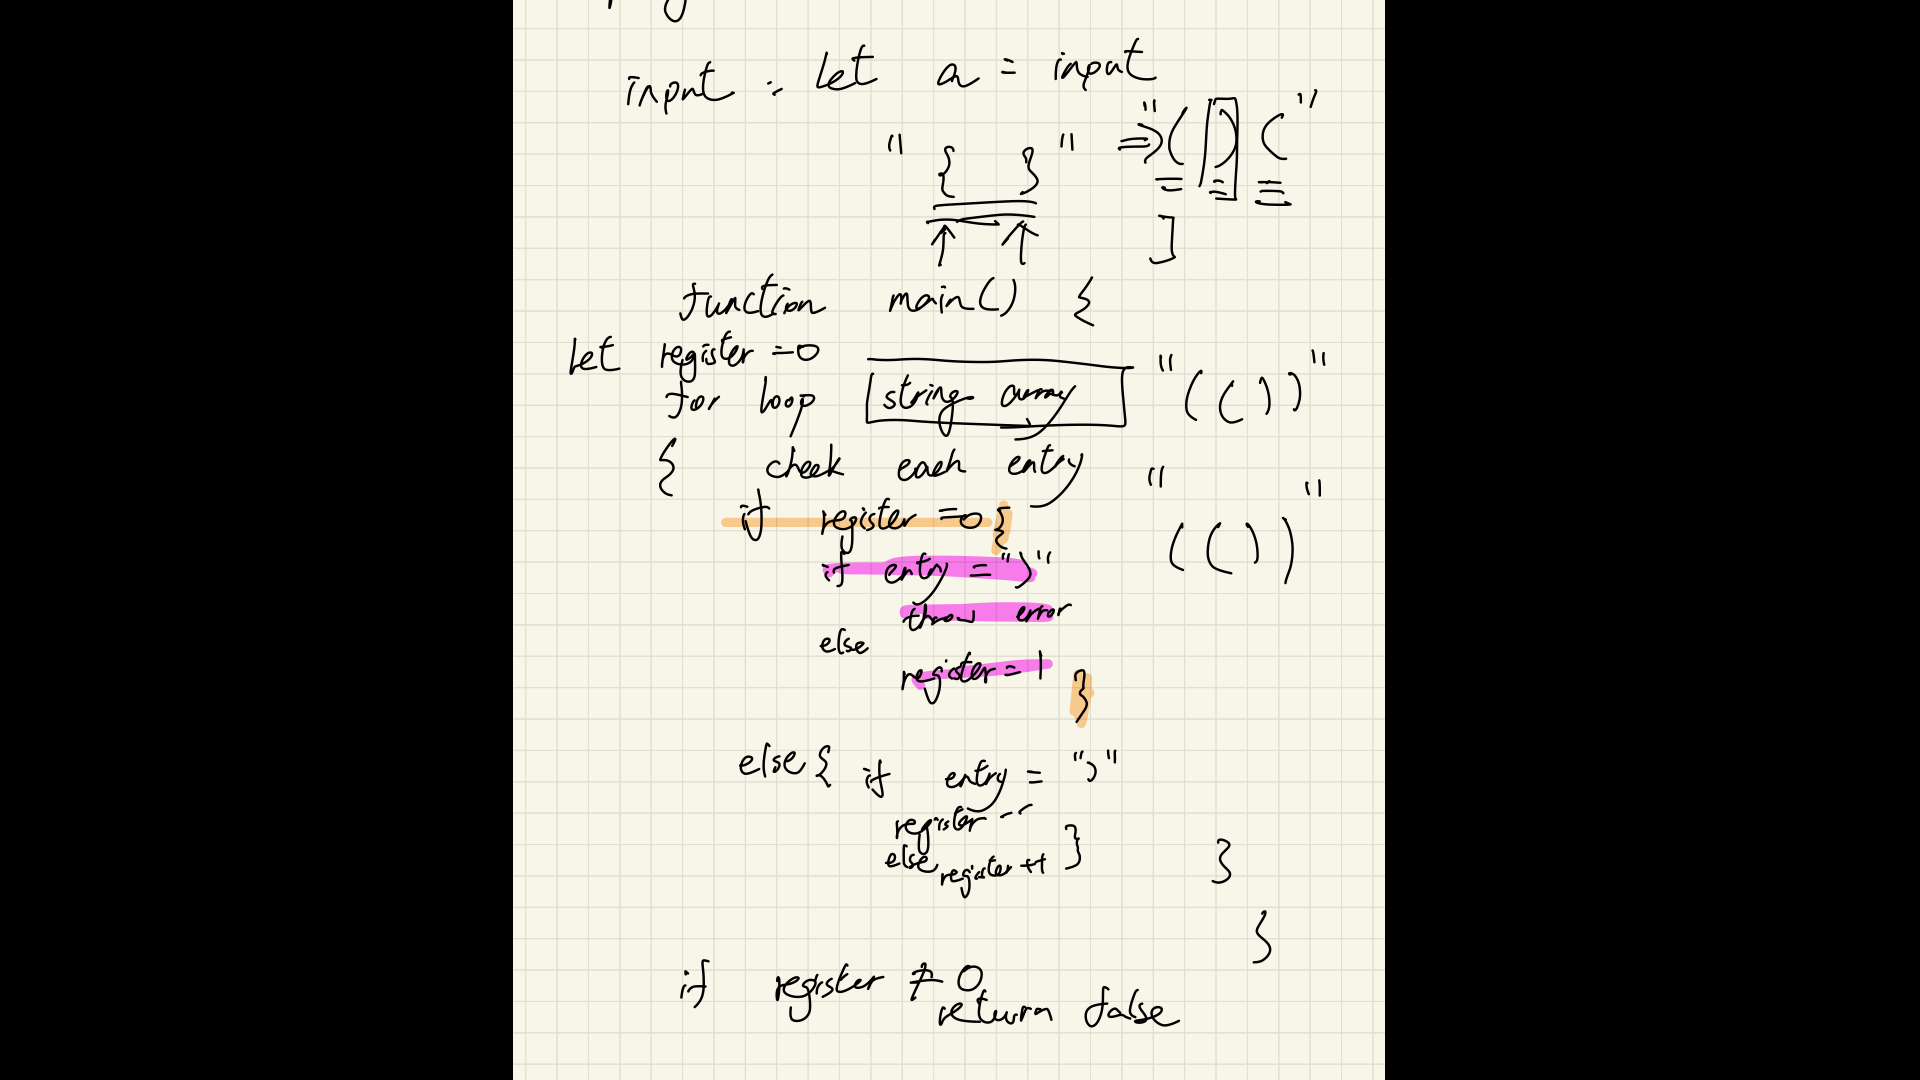 input : let a = input
"{ }" => "( ) ("
]
function main() {
let register = 0
for loop string array "(())"
{ check each entry
"(())"
if register = 0 {
if entry = ")"
throw error
else
register = 1
}
else { if entry = ")"
register --
else register ++ }
}
}
if register ≠ 0
return false